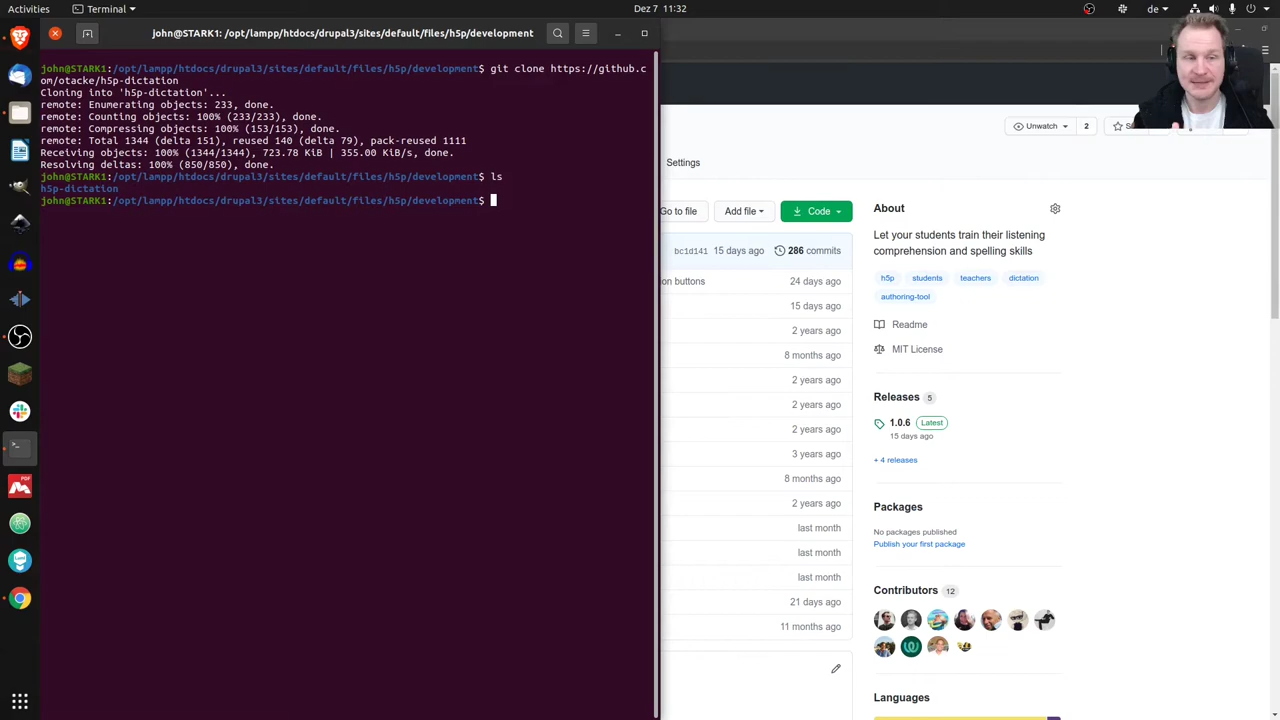 Activities
Terminal
Dez 7 11:32
john@STARK1: /opt/lampp/htdocs/drupal3/sites/default/files/h5p/development
john@STARK1:/opt/lampp/htdocs/drupal3/sites/default/files/h5p/development$ git clone https://github.c
om/otacke/h5p-dictation
Cloning into 'h5p-dictation'...
remote: Enumerating objects: 233, done.
remote: Counting objects: 100% (233/233), done.
remote: Compressing objects: 100% (153/153), done.
remote: Total 1344 (delta 151), reused 140 (delta 79), pack-reused 1111
Receiving objects: 100% (1344/1344), 723.78 KiB | 355.00 KiB/s, done.
Resolving deltas: 100% (850/850), done.
john@STARK1:/opt/lampp/htdocs/drupal3/sites/default/files/h5p/development$ ls
h5p-dictation
john@STARK1:/opt/lampp/htdocs/drupal3/sites/default/files/h5p/development$
Unwatch 2
Settings
Go to file Add file Code
bc1d141 15 days ago 286 commits
on buttons 24 days ago
15 days ago
2 years ago
8 months ago
2 years ago
2 years ago
2 years ago
3 years ago
8 months ago
2 years ago
last month
last month
last month
21 days ago
11 months ago
About
Let your students train their listening
comprehension and spelling skills
h5p students teachers dictation
authoring-tool
Readme
MIT License
Releases 5
1.0.6 Latest
15 days ago
+ 4 releases
Packages
No packages published
Publish your first package
Contributors 12
Languages